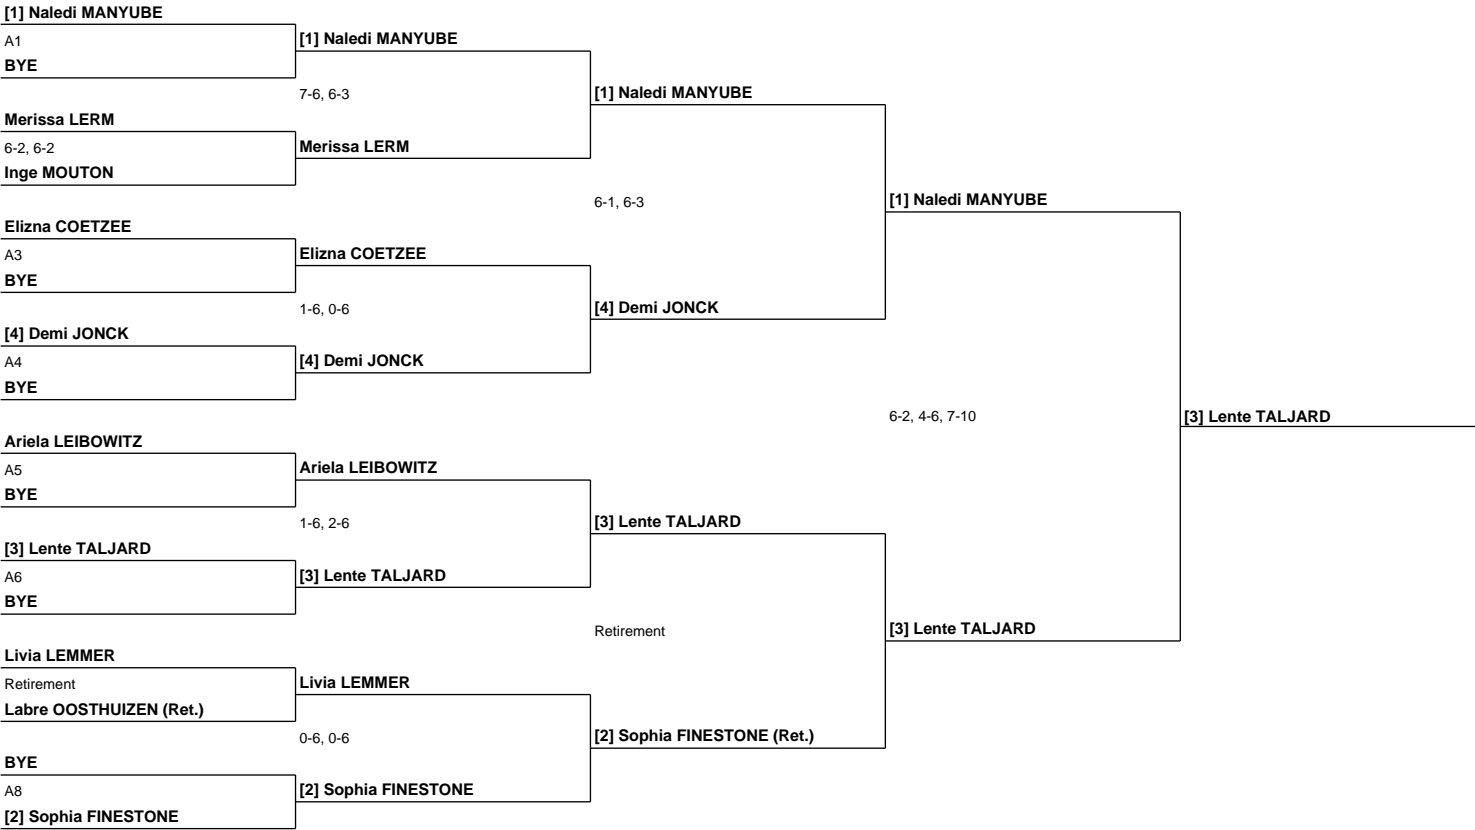 [1] Naledi MANYUBE
A1
BYE
Merissa LERM
6-2, 6-2
Inge MOUTON
Elizna COETZEE
A3
BYE
[4] Demi JONCK
A4
BYE
Ariela LEIBOWITZ
A5
BYE
[3] Lente TALJARD
A6
BYE
Livia LEMMER
Retirement
Labre OOSTHUIZEN (Ret.)
BYE
A8
[2] Sophia FINESTONE
[1] Naledi MANYUBE
7-6, 6-3
Merissa LERM
Elizna COETZEE
1-6, 0-6
[4] Demi JONCK
Ariela LEIBOWITZ
1-6, 2-6
[3] Lente TALJARD
Livia LEMMER
0-6, 0-6
[2] Sophia FINESTONE
[1] Naledi MANYUBE
6-1, 6-3
[4] Demi JONCK
[3] Lente TALJARD
Retirement
[2] Sophia FINESTONE (Ret.)
[1] Naledi MANYUBE
6-2, 4-6, 7-10
[3] Lente TALJARD
[3] Lente TALJARD